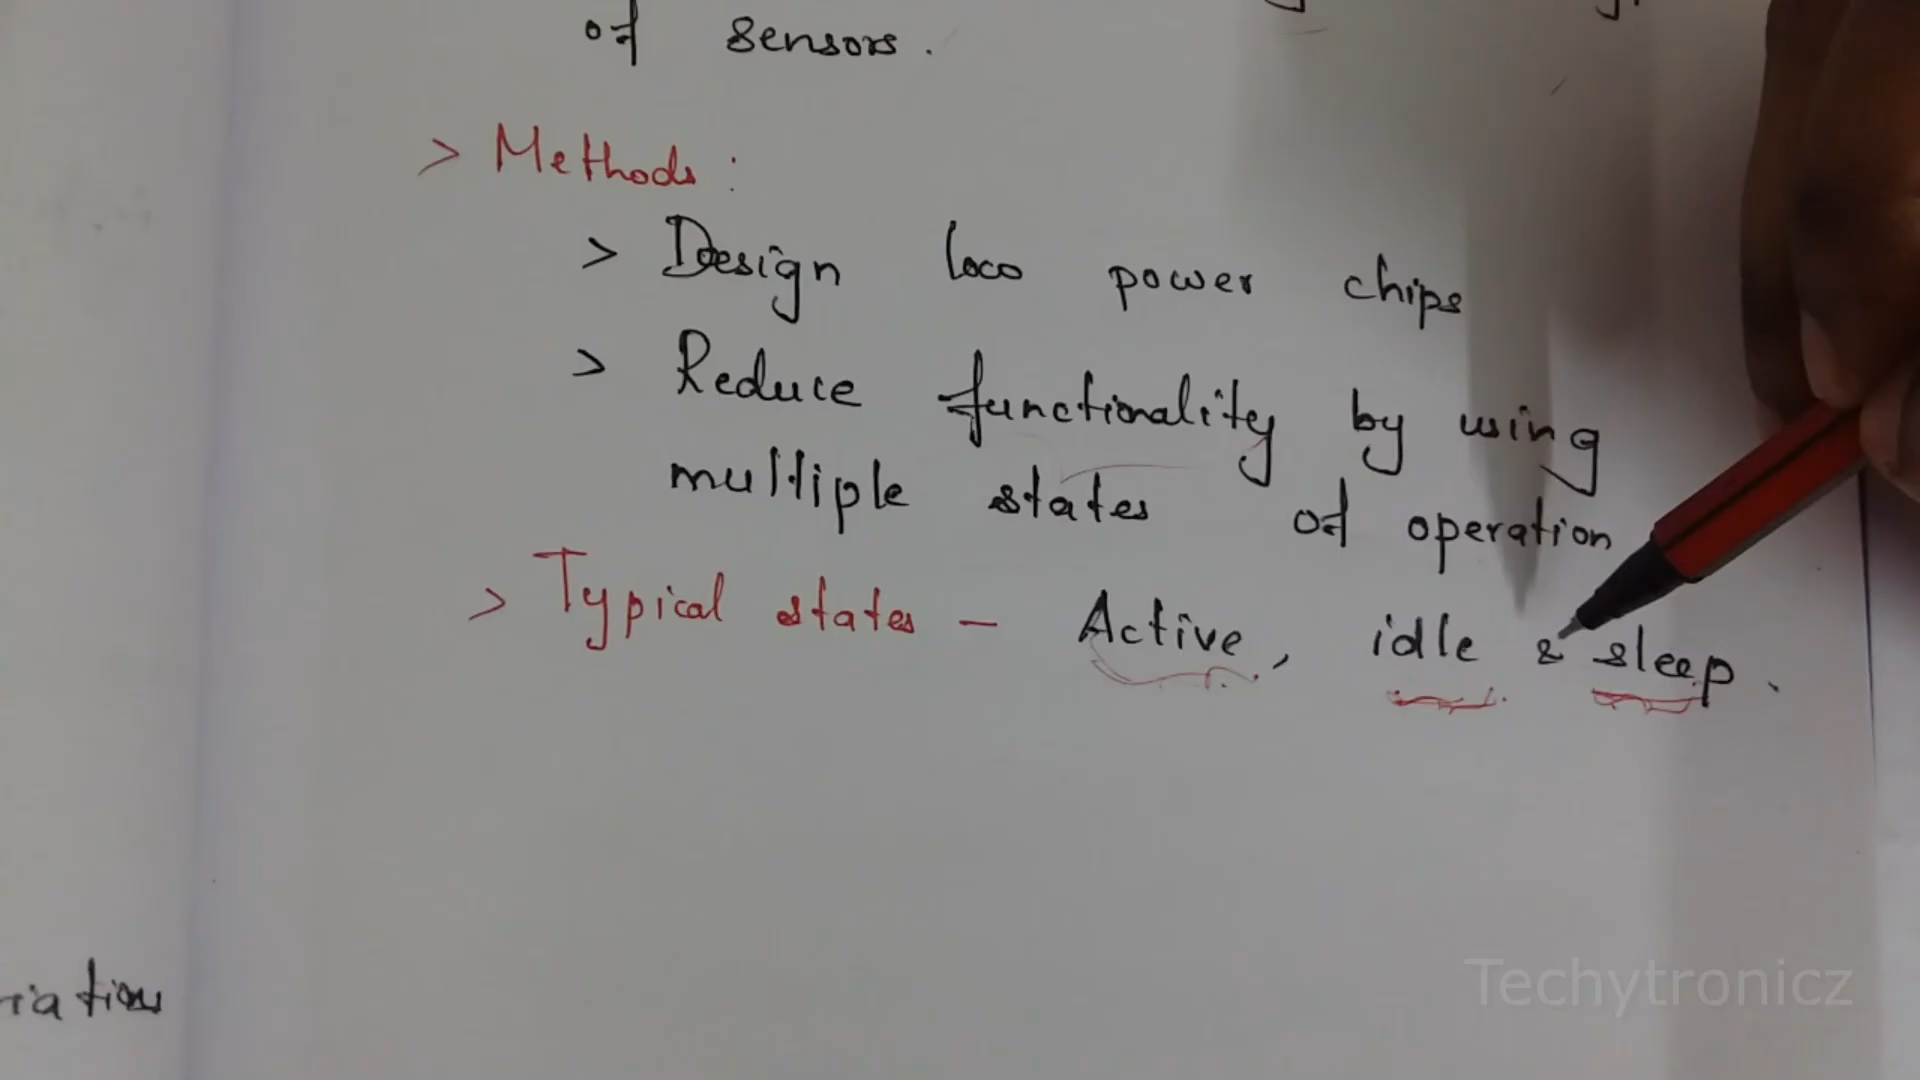 of sensors.
> Methods:
> Design low power chips
> Reduce functionality by using
multiple states of operation
> Typical states - Active, idle & sleep.
Techytronicz